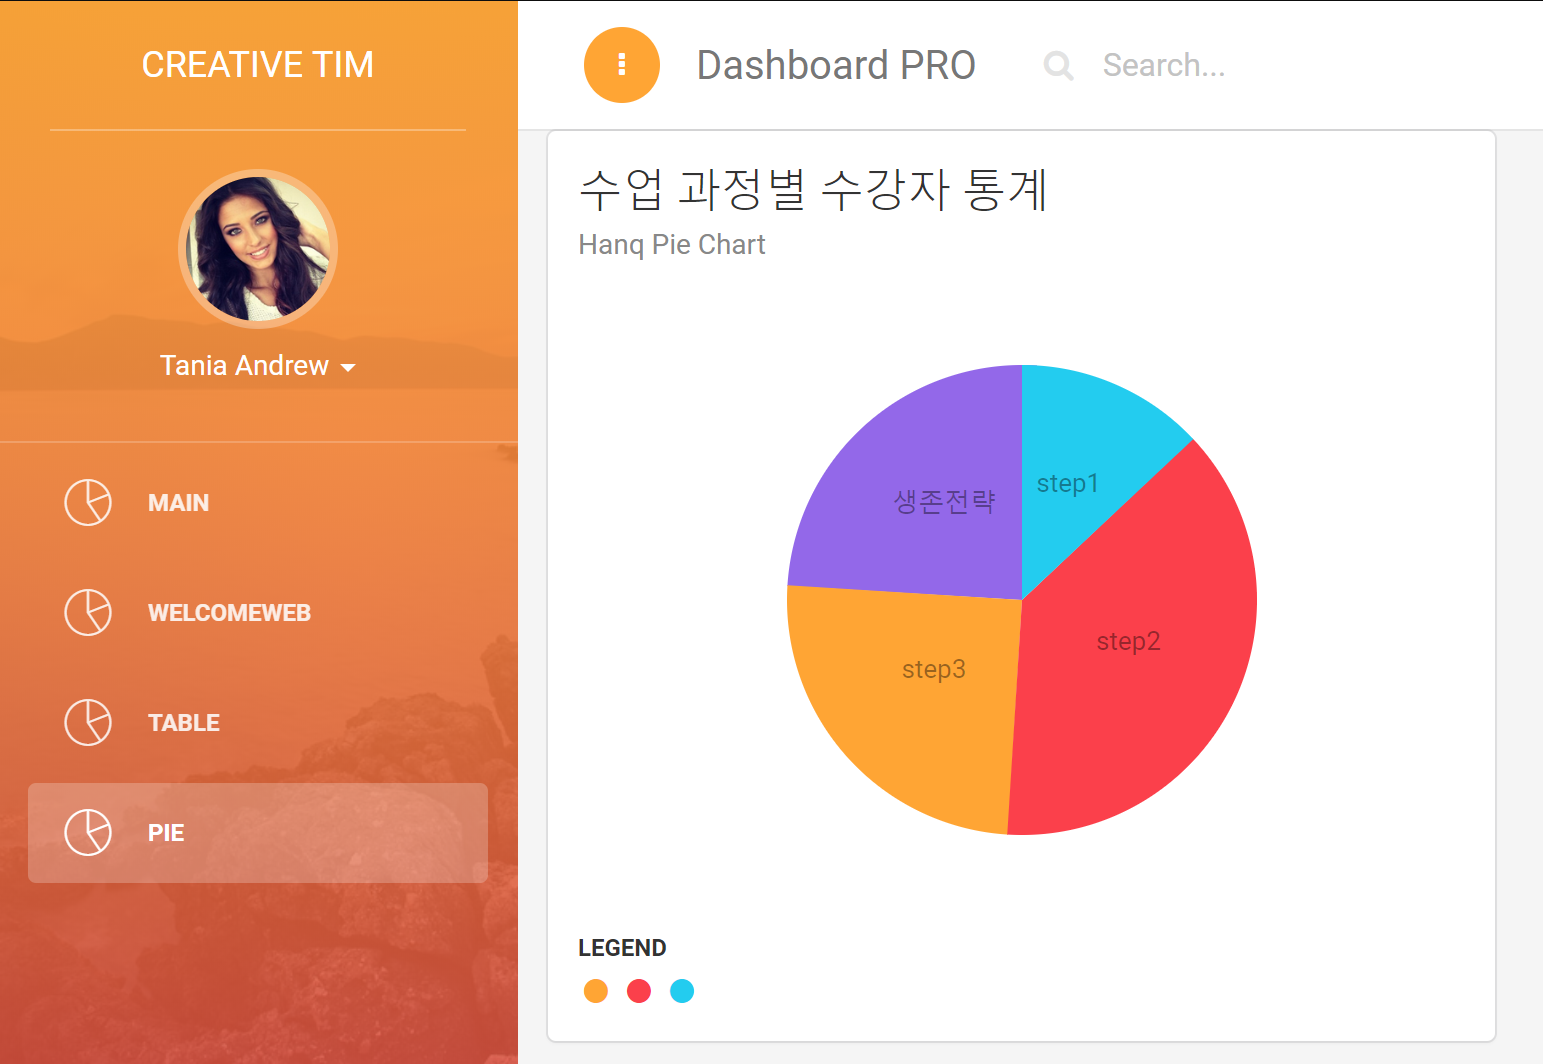 CREATIVE TIM
Tania Andrew
MAIN
WELCOMEWEB
TABLE
PIE
Dashboard PRO
Search...
수업 과정별 수강자 통계
Hanq Pie Chart
step1
생존전략
step2
step3
LEGEND